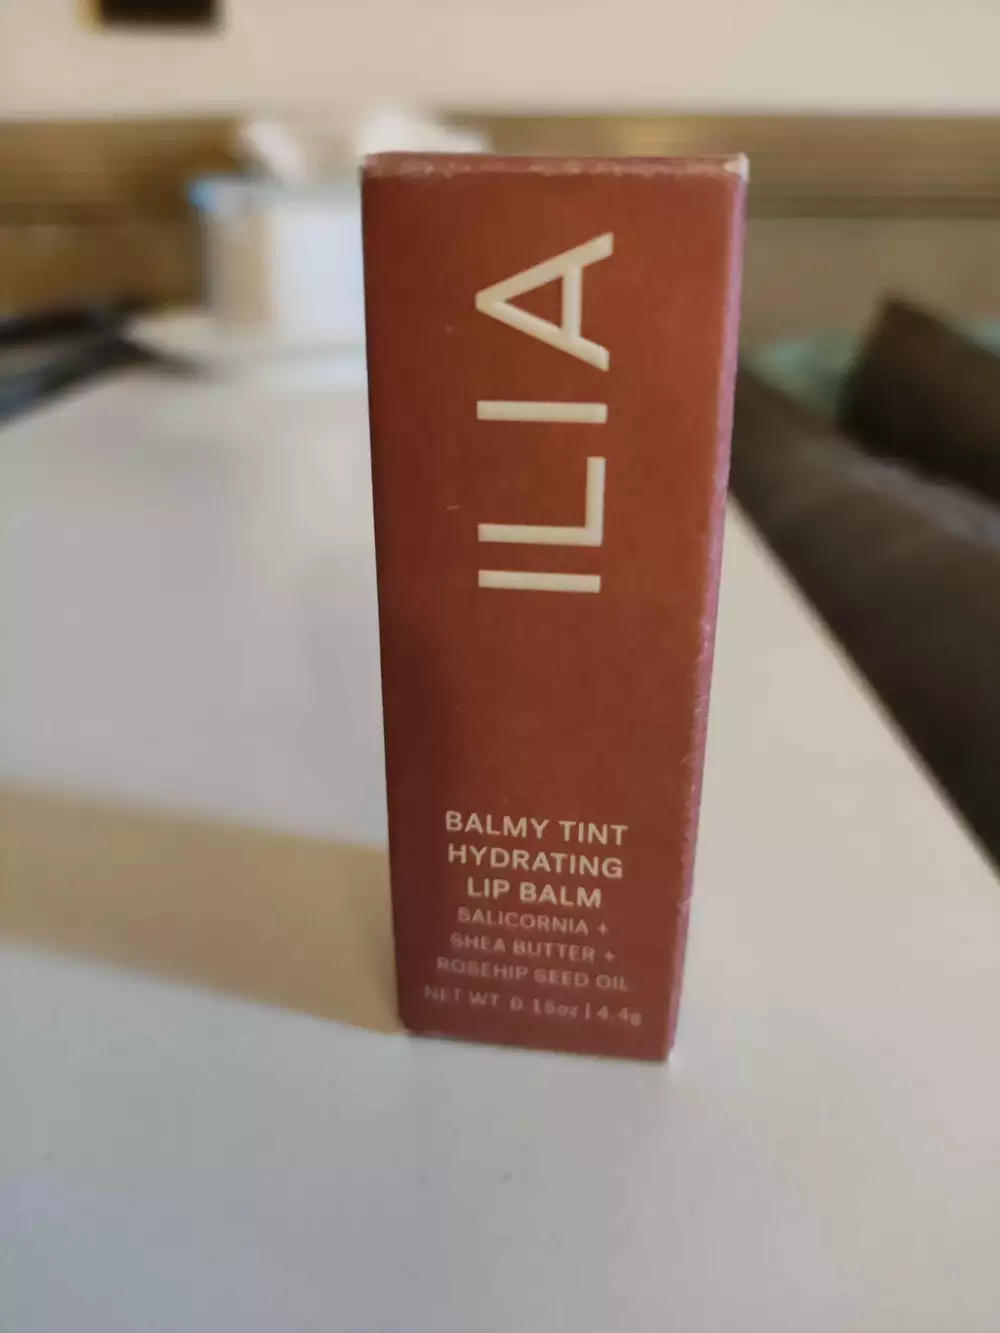 ILIA
BALMY TINT
HYDRATING
LIP BALM
SALICORNIA +
SHEA BUTTER +
ROSEHIP SEED OIL
NET WT. 0.15oz | 4.4g